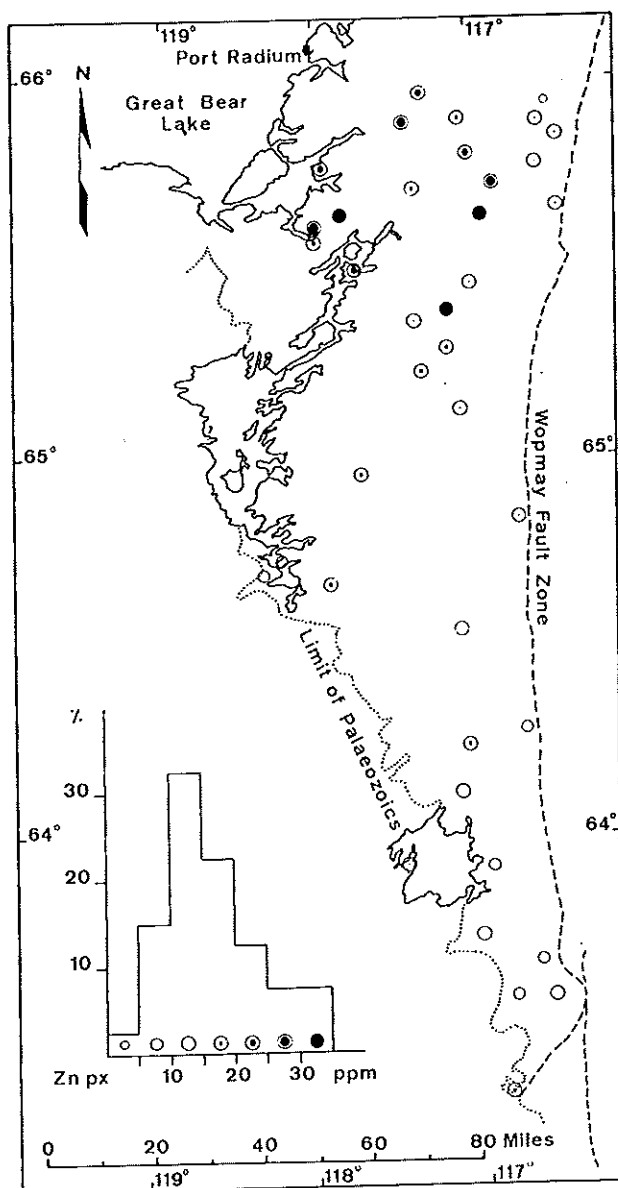 119°
117°
Port Radium
66°
N
Great Bear
Lake
65°
65°
Wopmay Fault Zone
Limit of Palaeozoics
%
30
64°
64°
20
10
Zn px
10
20
30
ppm
0
20
40
60
80 Miles
119°
118°
117°